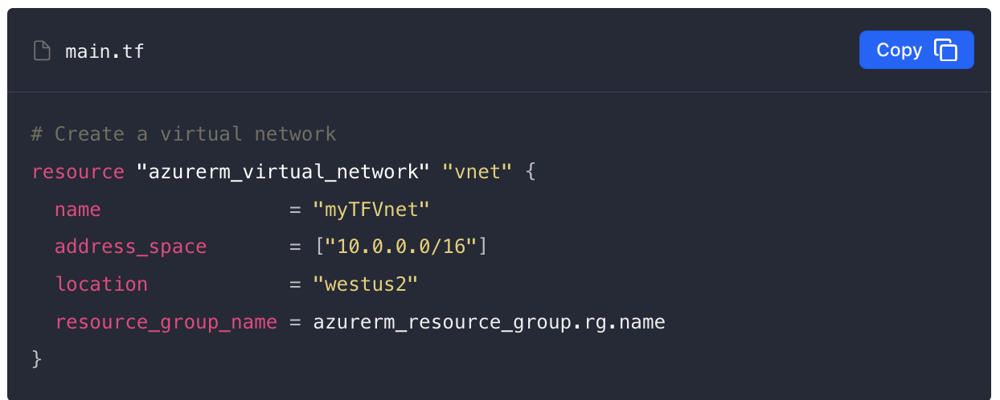 main.tf
Copy
# Create a virtual network
resource "azurerm_virtual_network" "vnet" {
  name                = "myTFVnet"
  address_space       = ["10.0.0.0/16"]
  location            = "westus2"
  resource_group_name = azurerm_resource_group.rg.name
}